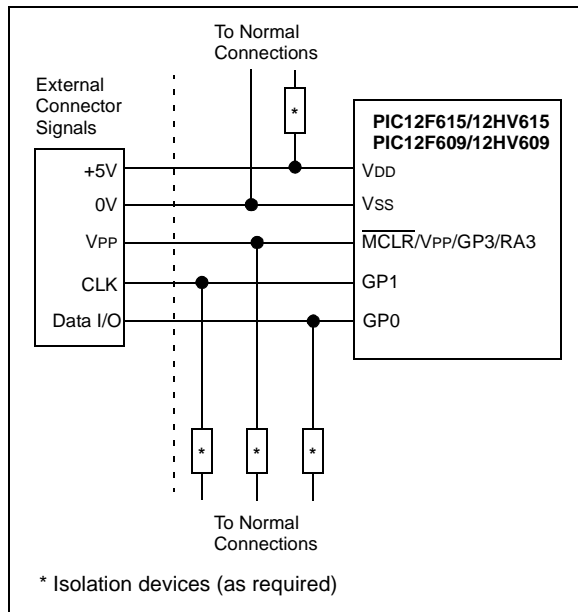 To Normal
Connections
External
Connector
Signals
*
PIC12F615/12HV615
PIC12F609/12HV609
+5V
VDD
0V
VSS
VPP
MCLR/VPP/GP3/RA3
CLK
GP1
Data I/O
GP0
* * *
To Normal
Connections
* Isolation devices (as required)